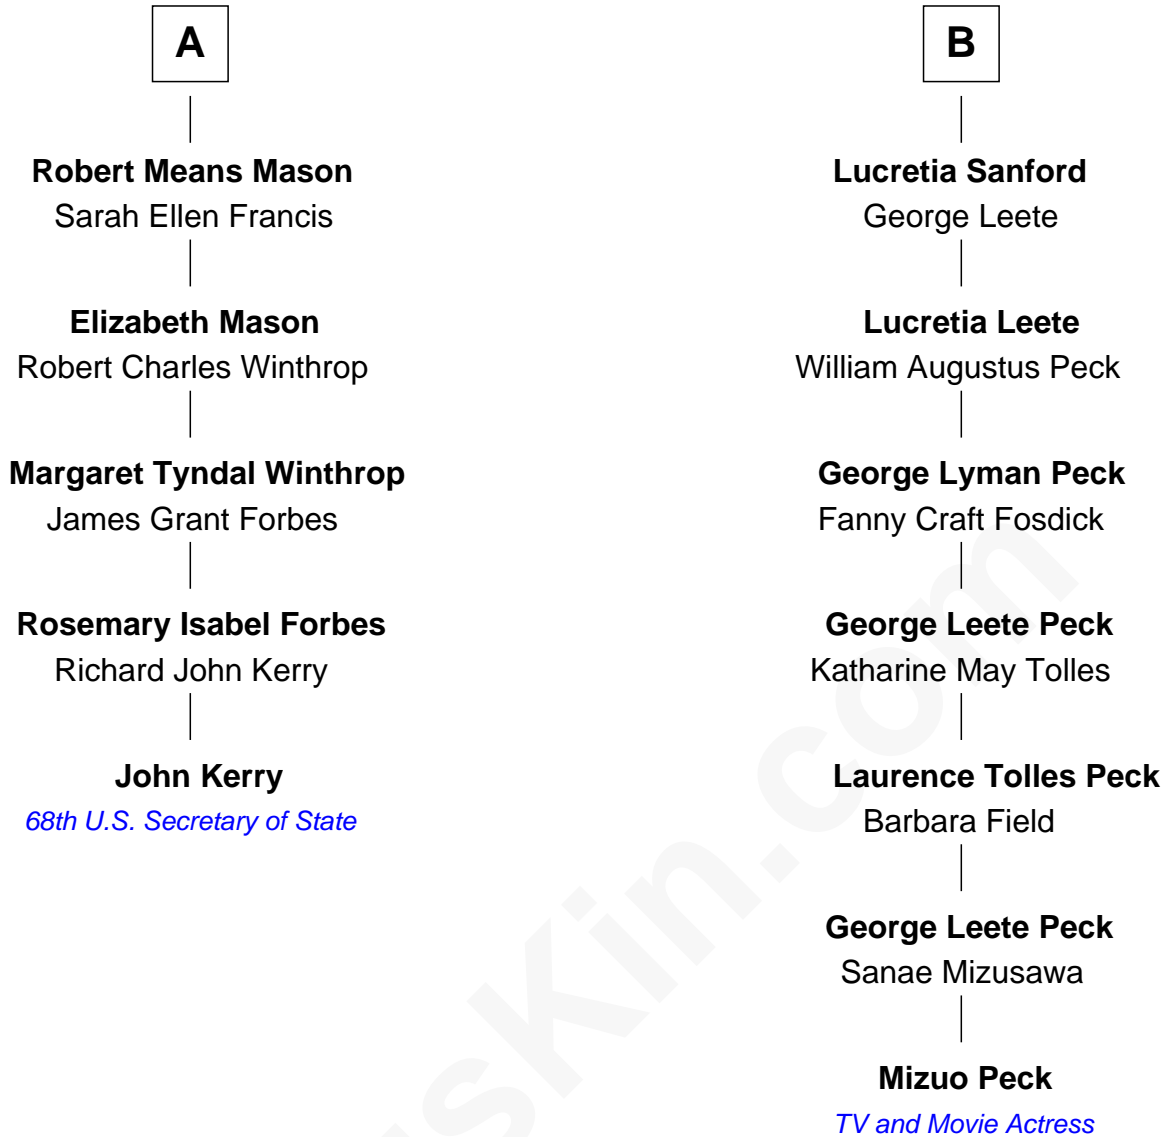 A
Robert Means Mason
Sarah Ellen Francis
Elizabeth Mason
Robert Charles Winthrop
Margaret Tyndal Winthrop
James Grant Forbes
Rosemary Isabel Forbes
Richard John Kerry
John Kerry
68th U.S. Secretary of State
B
Lucretia Sanford
George Leete
Lucretia Leete
William Augustus Peck
George Lyman Peck
Fanny Craft Fosdick
George Leete Peck
Katharine May Tolles
Laurence Tolles Peck
Barbara Field
George Leete Peck
Sanae Mizusawa
Mizuo Peck
TV and Movie Actress
sKin.com